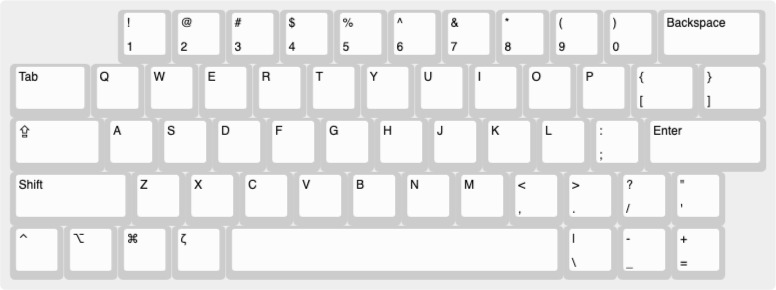 ! @ # $ % ^ & * ( ) Backspace
1 2 3 4 5 6 7 8 9 0
Tab Q W E R T Y U I O P { }
[ ]
⇪ A S D F G H J K L : Enter
;
Shift Z X C V B N M < > ? "
, . / '
^ ⌥ ⌘ ζ | - +
\ _ =